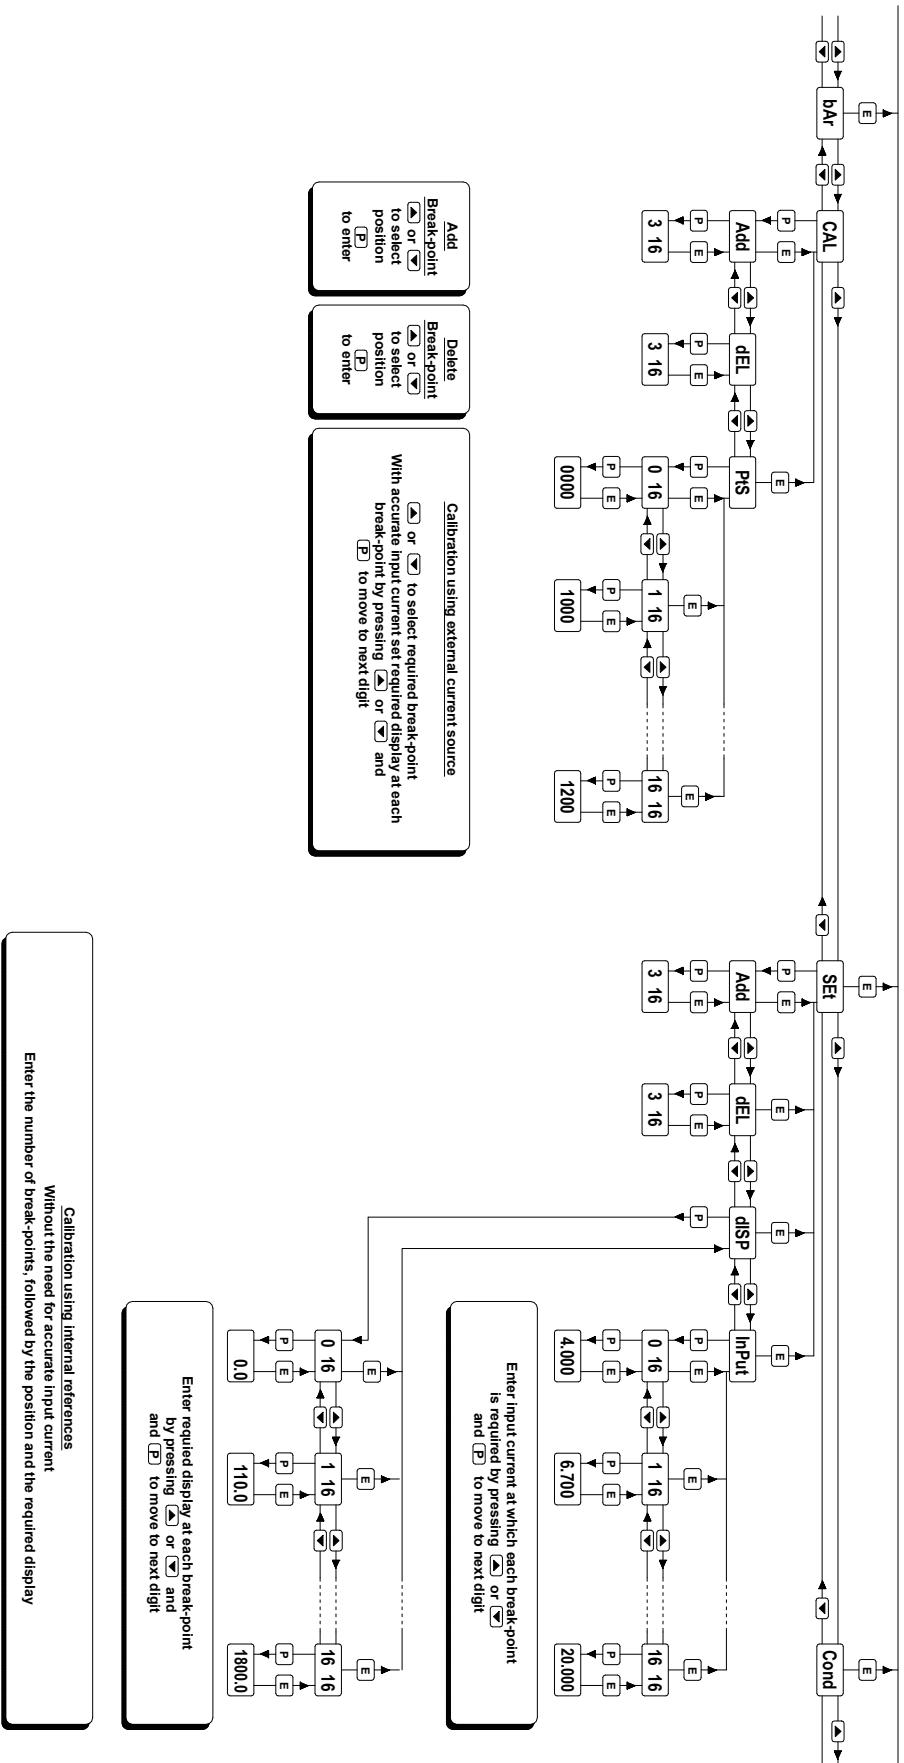 E
E
E
bAr
CAL
SEt
Cond
P E
E
P E
E
E
E
Add
dEL
PtS
Add
dEL
dISP
InPut
P E
P E
P E
E
E
P E
P E
P
P E
E
E
3 16
3 16
0 16
1 16
16 16
3 16
3 16
0 16
1 16
16 16
P E
P E
P E
P E
P E
P E
0000
1000
1200
4.000
6.700
20.000
Add
Break-point
▲ or ▼
to select
position
P
to enter
Delete
Break-point
▲ or ▼
to select
position
P
to enter
Calibration using external current source
▲ or ▼ to select required break-point
With accurate input current set required display at each
break-point by pressing ▲ or ▼ and
P to move to next digit
Enter input current at which each break-point
is required by pressing ▲ or ▼
and P to move to next digit
E
E
E
0 16
1 16
16 16
P E
P E
P E
0.0
110.0
1800.0
Enter requied display at each break-point
by pressing ▲ or ▼ and
and P to move to next digit
Calibration using internal references
Without the need for accurate input current
Enter the number of break-points, followed by the position and the required display